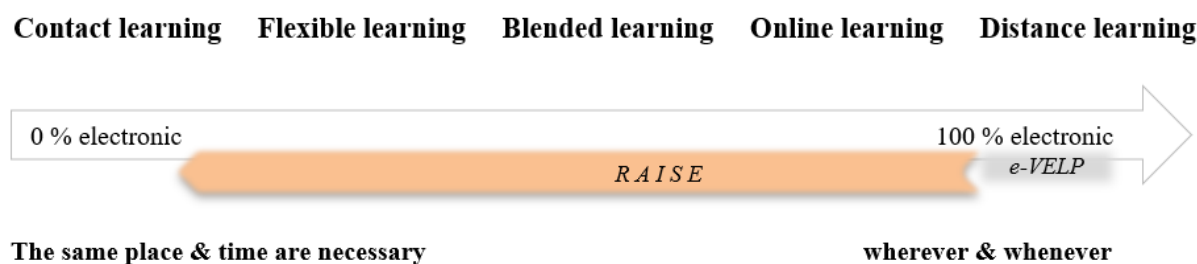 Contact learning Flexible learning Blended learning Online learning Distance learning
0 % electronic 100 % electronic
R A I S E e-VELP
The same place & time are necessary wherever & whenever